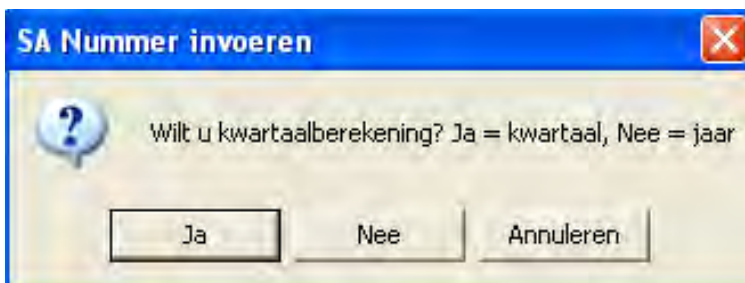 SA Nummer invoeren
Wilt u kwartaalberekening? Ja = kwartaal, Nee = jaar
Ja Nee Annuleren